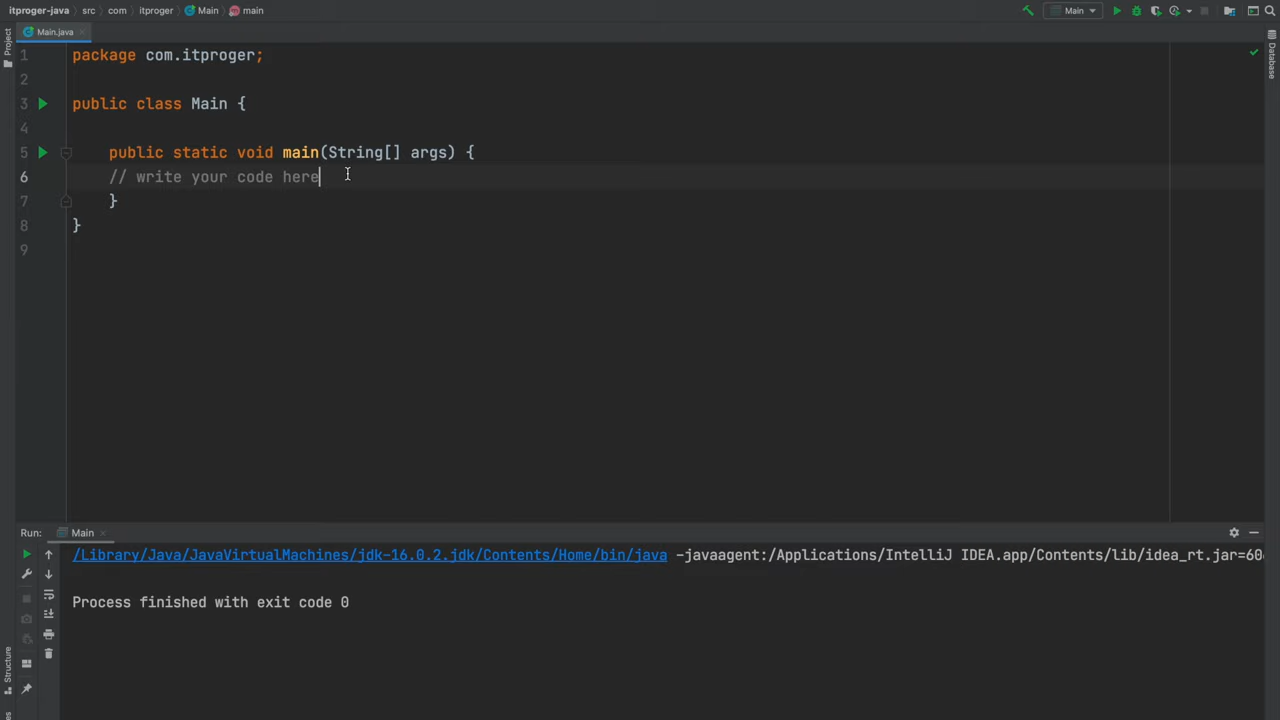 itproger-java src com itproger Main main
Main
Main.java
Project
Database
1 package com.itproger;
2
3 public class Main {
4
5 public static void main(String[] args) {
6 // write your code here
7 }
8 }
9
Run: Main
/Library/Java/JavaVirtualMachines/jdk-16.0.2.jdk/Contents/Home/bin/java -javaagent:/Applications/IntelliJ IDEA.app/Contents/lib/idea_rt.jar=60
Process finished with exit code 0
Structure